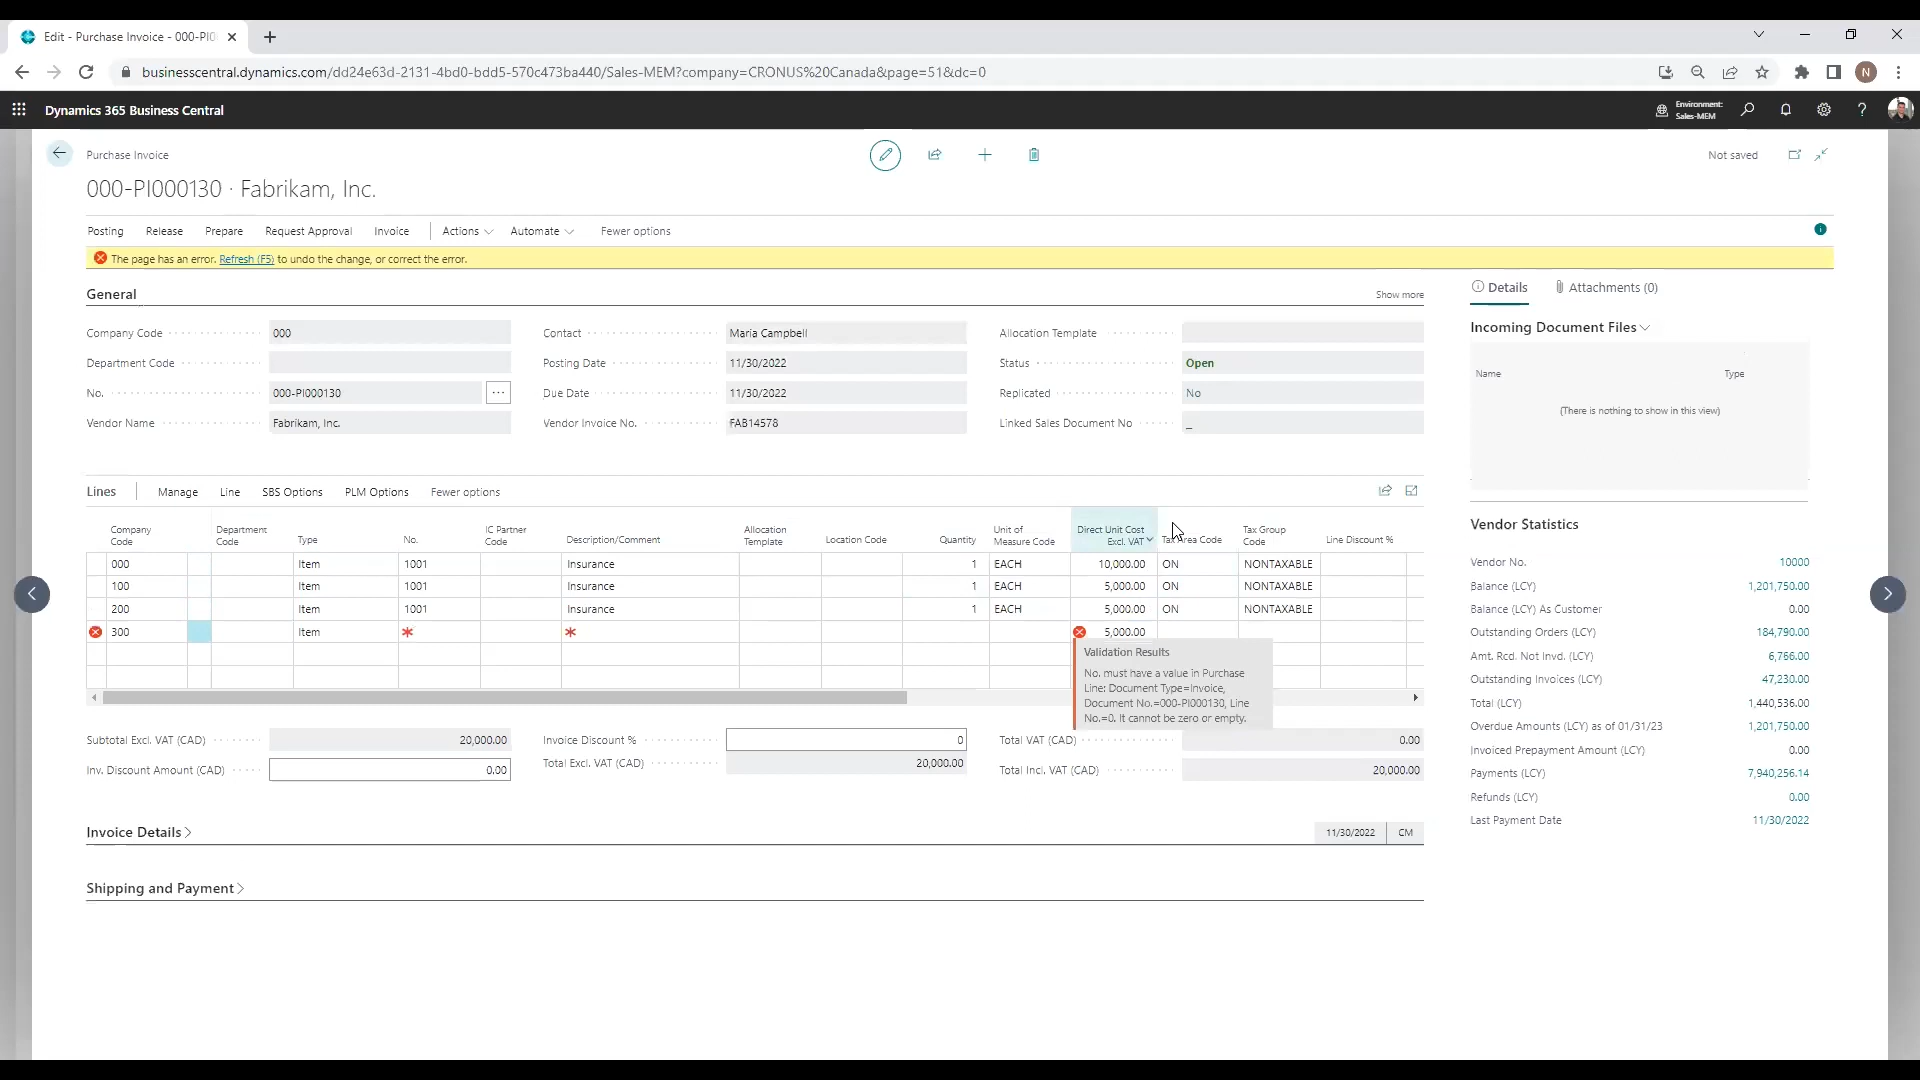 Edit - Purchase Invoice - 000-PI0
businesscentral.dynamics.com/dd24e63d-2131-4bd0-bdd5-570c473ba440/Sales-MEM?company=CRONUS%20Canada&page=51&dc=0
N
Dynamics 365 Business Central
Environment:
Sales-MEM
Purchase Invoice
Not saved
000-PI000130 · Fabrikam, Inc.
Posting Release Prepare Request Approval Invoice Actions Automate Fewer options
The page has an error. Refresh (F5) to undo the change, or correct the error.
General
Show more
Company Code 000
Department Code
No. 000-PI000130
Vendor Name Fabrikam, Inc.
Contact Maria Campbell
Posting Date 11/30/2022
Due Date 11/30/2022
Vendor Invoice No. FAB14578
Allocation Template
Status Open
Replicated No
Linked Sales Document No _
Lines Manage Line SBS Options PLM Options Fewer options
Company Code Department Code Type No. IC Partner Code Description/Comment Allocation Template Location Code Quantity Unit of Measure Code Direct Unit Cost Excl. VAT Tax Area Code Tax Group Code Line Discount %
000 Item 1001 Insurance 1 EACH 10,000.00 ON NONTAXABLE
100 Item 1001 Insurance 1 EACH 5,000.00 ON NONTAXABLE
200 Item 1001 Insurance 1 EACH 5,000.00 ON NONTAXABLE
300 Item * * 5,000.00
Validation Results
No. must have a value in Purchase
Line: Document Type=Invoice,
Document No.=000-PI000130, Line
No.=0. It cannot be zero or empty.
Subtotal Excl. VAT (CAD) 20,000.00
Inv. Discount Amount (CAD) 0.00
Invoice Discount % 0
Total Excl. VAT (CAD) 20,000.00
Total VAT (CAD) 0.00
Total Incl. VAT (CAD) 20,000.00
Invoice Details
11/30/2022 CM
Shipping and Payment
Details Attachments (0)
Incoming Document Files
Name Type
(There is nothing to show in this view)
Vendor Statistics
Vendor No. 10000
Balance (LCY) 1,201,750.00
Balance (LCY) As Customer 0.00
Outstanding Orders (LCY) 184,790.00
Amt. Rcd. Not Invd. (LCY) 6,766.00
Outstanding Invoices (LCY) 47,230.00
Total (LCY) 1,440,536.00
Overdue Amounts (LCY) as of 01/31/23 1,201,750.00
Invoiced Prepayment Amount (LCY) 0.00
Payments (LCY) 7,940,256.14
Refunds (LCY) 0.00
Last Payment Date 11/30/2022